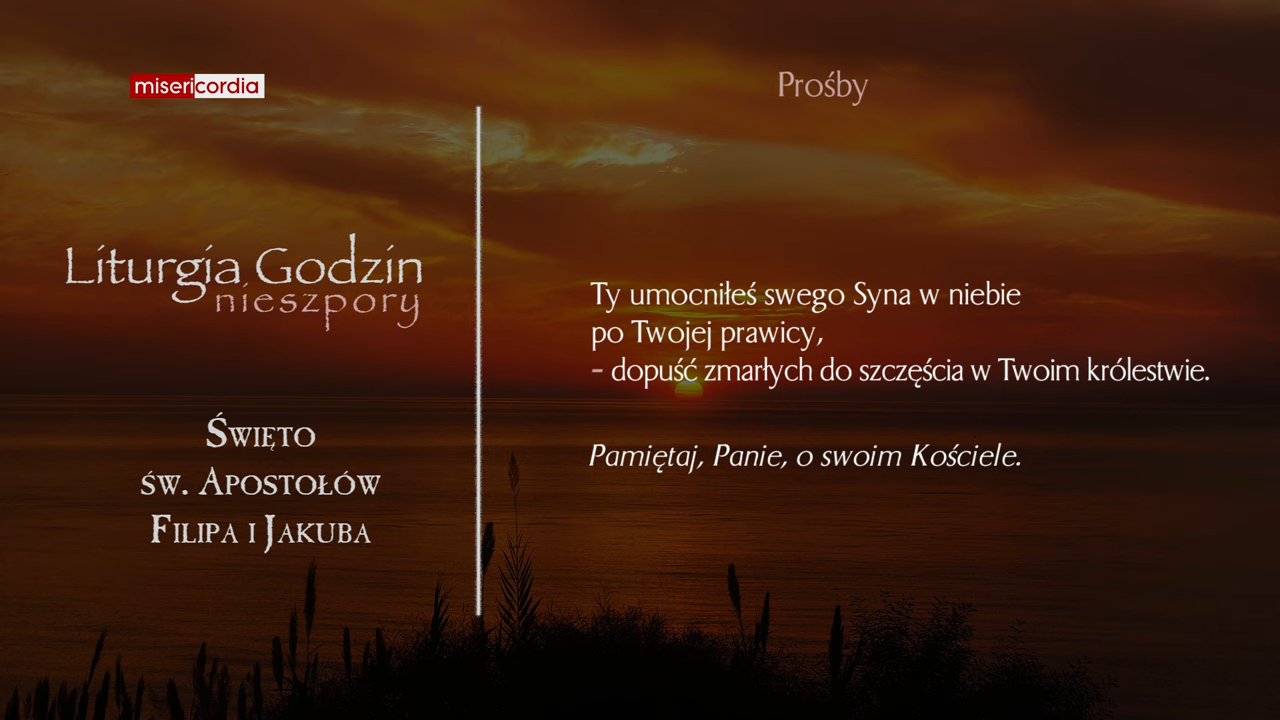 misericordia
Liturgia Godzin
nieszpory
Święto
św. Apostołów
Filipa i Jakuba
Prośby
Ty umocniłeś swego Syna w niebie
po Twojej prawicy,
- dopuść zmarłych do szczęścia w Twoim królestwie.
Pamiętaj, Panie, o swoim Kościele.